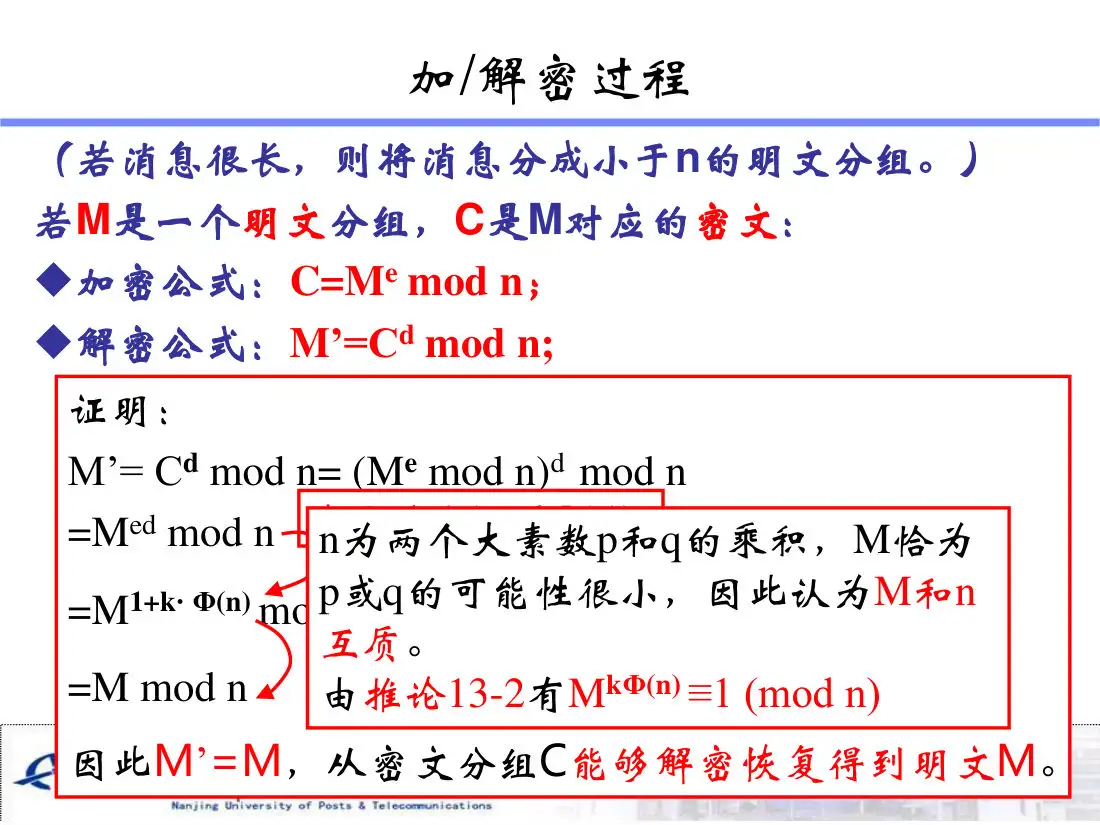 加/解密过程
（若消息很长，则将消息分成小于n的明文分组。）
若M是一个明文分组，C是M对应的密文：
◆加密公式：C=Mᵉ mod n；
◆解密公式：M’=Cᵈ mod n;
证明：
M’= Cᵈ mod n= (Mᵉ mod n)ᵈ mod n
=Mᵉᵈ mod n
n为两个大素数p和q的乘积，M恰为
p或q的可能性很小，因此认为M和n
互质。
由推论13-2有M^kΦ(n) ≡1 (mod n)
=M^1+k· Φ(n) mo
=M mod n
因此M’=M，从密文分组C能够解密恢复得到明文M。
Nanjing University of Posts & Telecommunications